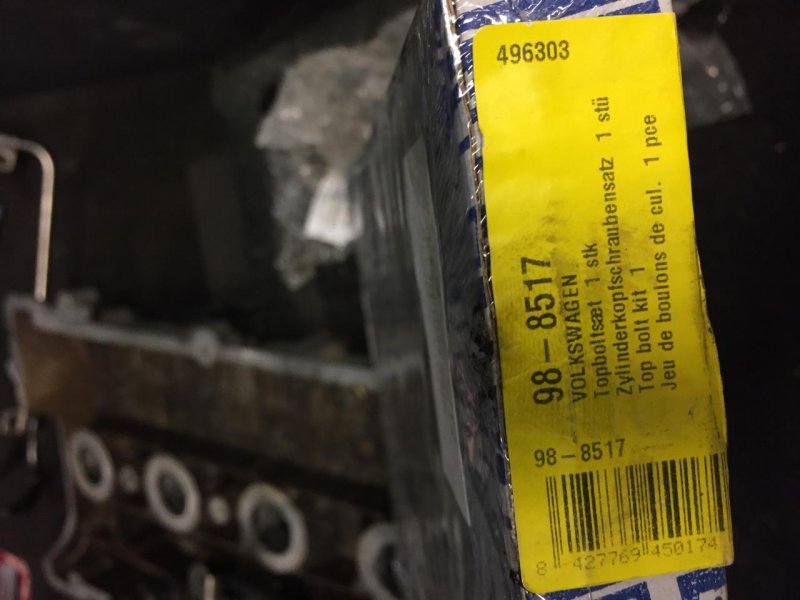 496303
98-8517
VOLKSWAGEN
Topboltsæt 1 stk
Zylinderkopfschraubensatz 1 stü
Top bolt kit 1
Jeu de boulons de cul. 1 pce
98-8517
8 427769 450174